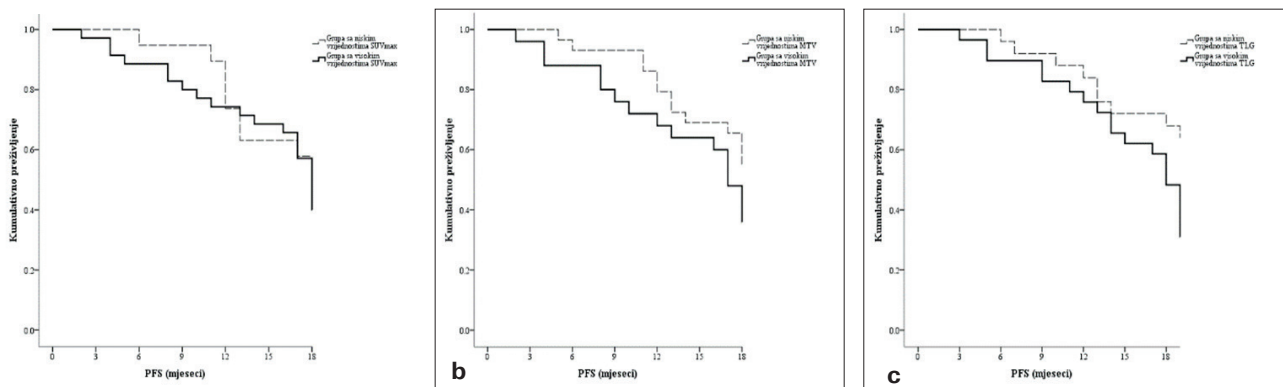 1.0
0.8
0.6
0.4
0.2
0.0
Kumulativno preživljenje
Grupa sa niskim
vrijednostima SUVmax
Grupa sa visokim
vrijednostima SUVmax
0 3 6 9 12 15 18
PFS (mjeseci)
1.0
0.8
0.6
0.4
0.2
0.0
Kumulativno preživljenje
Grupa sa niskim
vrijednostima MTV
Grupa sa visokim
vrijednostima MTV
0 3 6 9 12 15 18
PFS (mjeseci)
b
1.0
0.8
0.6
0.4
0.2
0.0
Kumulativno preživljenje
Grupa sa niskim
vrijednostima TLG
Grupa sa visokim
vrijednostima TLG
0 3 6 9 12 15 18
PFS (mjeseci)
c